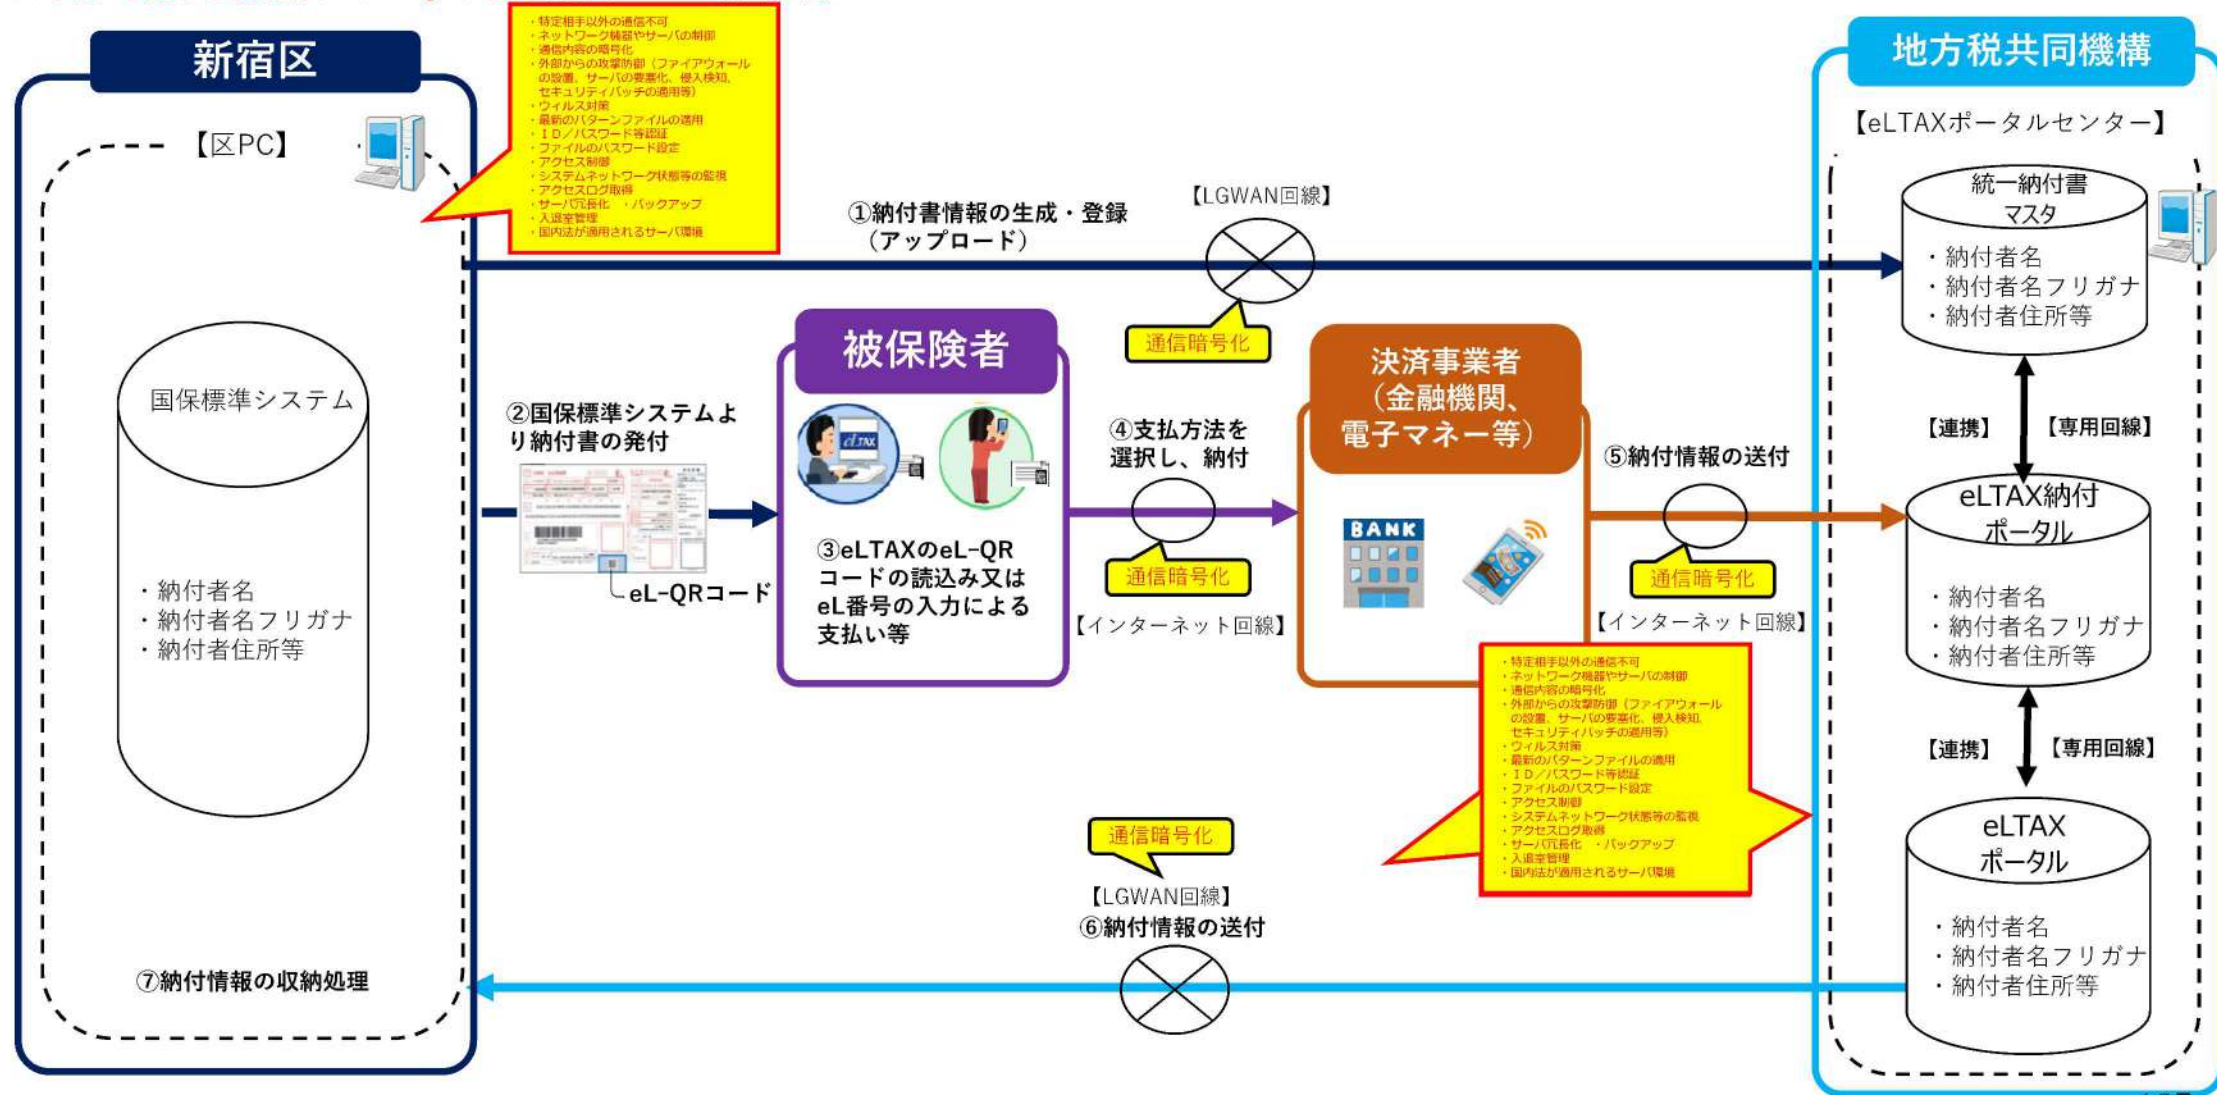 新宿区
【区PC】
・特定相手以外の通信不可
・ネットワーク機器やサーバの制御
・通信内容の暗号化
・外部からの攻撃防御（ファイアウォール
の設置、サーバの要塞化、侵入検知、
セキュリティパッチの適用等）
・ウィルス対策
・最新のパターンファイルの適用
・ＩＤ／パスワード等認証
・ファイルのパスワード設定
・アクセス制御
・システムネットワーク状態等の監視
・アクセスログ取得
・サーバ冗長化　・バックアップ
・入退室管理
・国内法が適用されるサーバ環境
国保標準システム
・納付者名
・納付者名フリガナ
・納付者住所等
⑦納付情報の収納処理
①納付書情報の生成・登録
（アップロード）
【LGWAN回線】
通信暗号化
②国保標準システムよ
り納付書の発付
eL-QRコード
被保険者
eLTAX
③eLTAXのeL-QR
コードの読込み又は
eL番号の入力による
支払い等
④支払方法を
選択し、納付
通信暗号化
【インターネット回線】
決済事業者
（金融機関、
電子マネー等）
BANK
⑤納付情報の送付
通信暗号化
【インターネット回線】
・特定相手以外の通信不可
・ネットワーク機器やサーバの制御
・通信内容の暗号化
・外部からの攻撃防御（ファイアウォール
の設置、サーバの要塞化、侵入検知、
セキュリティパッチの適用等）
・ウィルス対策
・最新のパターンファイルの適用
・ＩＤ／パスワード等認証
・ファイルのパスワード設定
・アクセス制御
・システムネットワーク状態等の監視
・アクセスログ取得
・サーバ冗長化　・バックアップ
・入退室管理
・国内法が適用されるサーバ環境
通信暗号化
【LGWAN回線】
⑥納付情報の送付
地方税共同機構
【eLTAXポータルセンター】
統一納付書
マスタ
・納付者名
・納付者名フリガナ
・納付者住所等
【連携】
【専用回線】
eLTAX納付
ポータル
・納付者名
・納付者名フリガナ
・納付者住所等
【連携】
【専用回線】
eLTAX
ポータル
・納付者名
・納付者名フリガナ
・納付者住所等